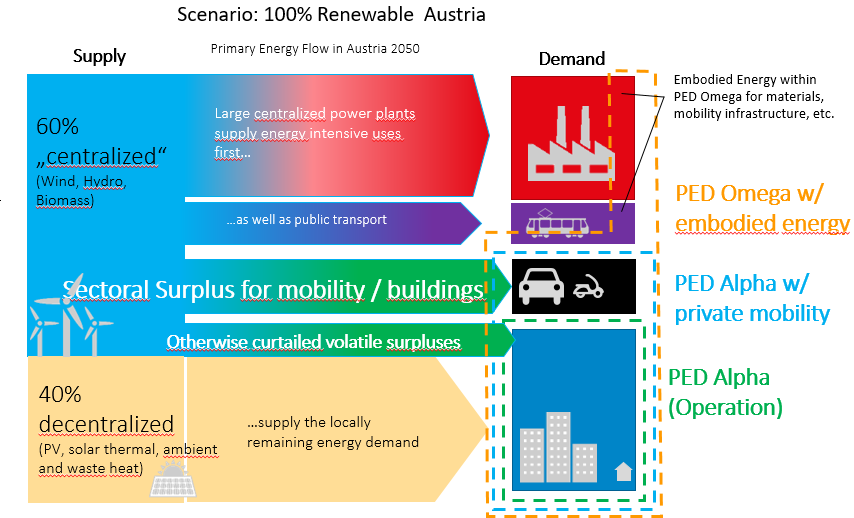 Scenario: 100% Renewable Austria
Primary Energy Flow in Austria 2050
Supply
Demand
60%
„centralized“
(Wind, Hydro,
Biomass)
Large centralized power plants
supply energy intensive uses
first…
…as well as public transport
Sectoral Surplus for mobility / buildings
Otherwise curtailed volatile surpluses
40%
decentralized
(PV, solar thermal, ambient
and waste heat)
…supply the locally
remaining energy demand
Embodied Energy within
PED Omega for materials,
mobility infrastructure, etc.
PED Omega w/
embodied energy
PED Alpha w/
private mobility
PED Alpha
(Operation)